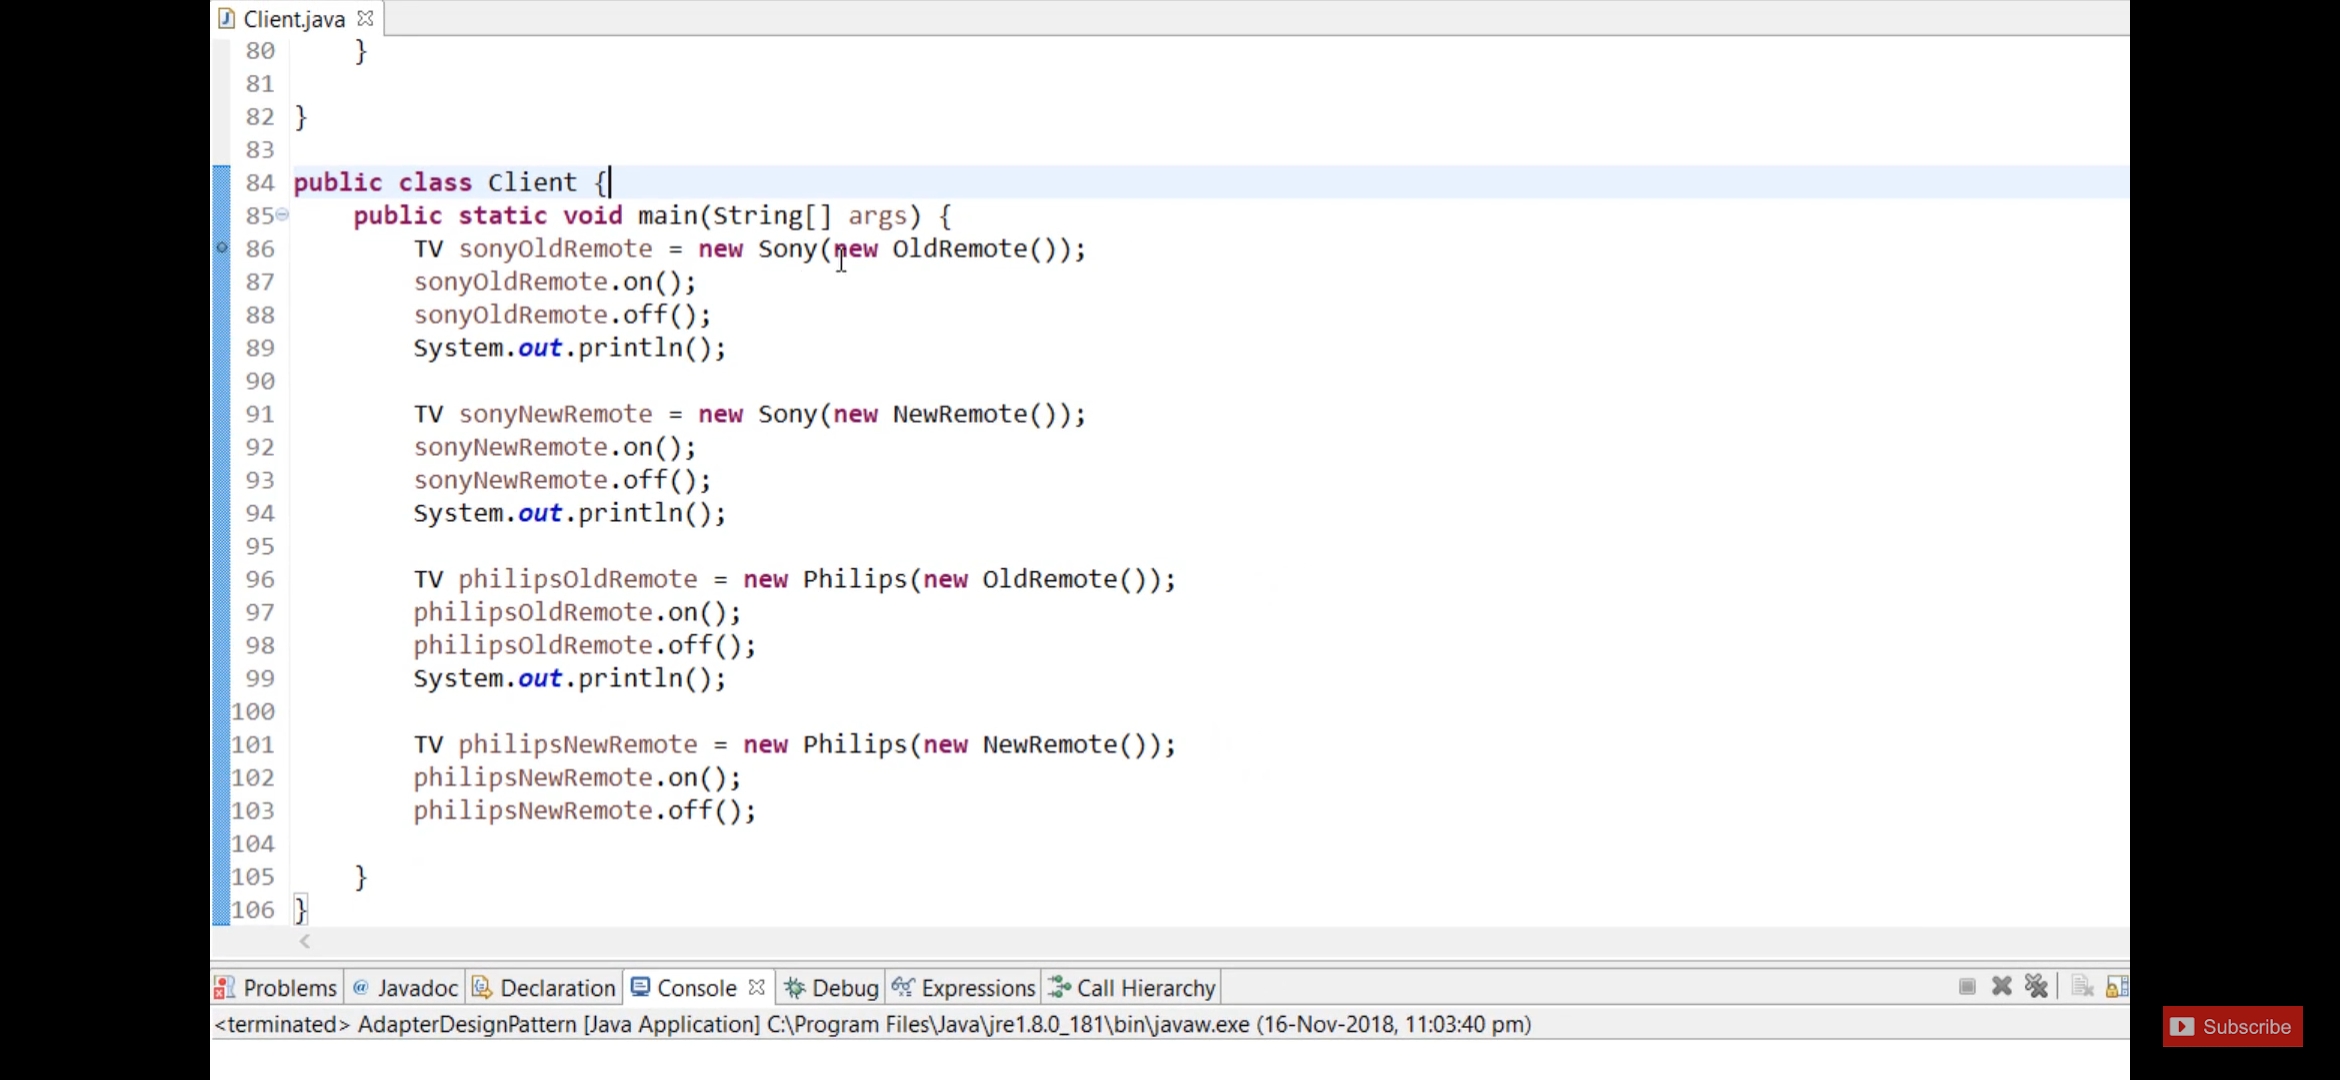 Client.java
80 }
81
82 }
83
84 public class Client {
85 public static void main(String[] args) {
86 TV sonyOldRemote = new Sony(new OldRemote());
87 sonyOldRemote.on();
88 sonyOldRemote.off();
89 System.out.println();
90
91 TV sonyNewRemote = new Sony(new NewRemote());
92 sonyNewRemote.on();
93 sonyNewRemote.off();
94 System.out.println();
95
96 TV philipsOldRemote = new Philips(new OldRemote());
97 philipsOldRemote.on();
98 philipsOldRemote.off();
99 System.out.println();
100
101 TV philipsNewRemote = new Philips(new NewRemote());
102 philipsNewRemote.on();
103 philipsNewRemote.off();
104
105 }
106 }
Problems @ Javadoc Declaration Console Debug Expressions Call Hierarchy
<terminated> AdapterDesignPattern [Java Application] C:\Program Files\Java\jre1.8.0_181\bin\javaw.exe (16-Nov-2018, 11:03:40 pm)
Subscribe